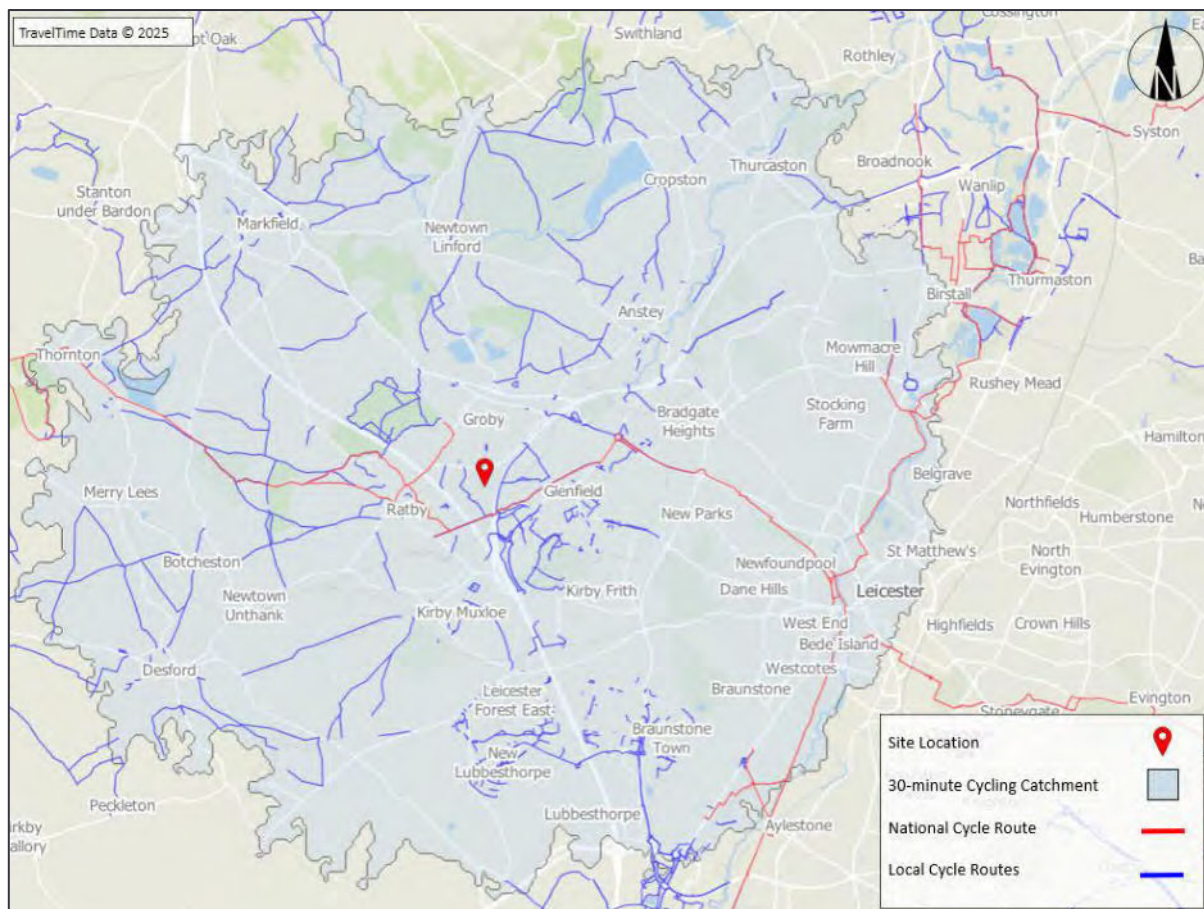 TravelTime Data © 2025
Swithland
Cossington
Rothley
N
Syston
Broadnook
Thurcaston
Wanlip
Cropston
Stanton
under Bardon
Markfield
Newtown
Linford
Thurmaston
Birstall
Anstey
Thornton
Mowmacre
Hill
Rushey Mead
Groby
Bradgate
Heights
Stocking
Farm
Hamilton
Belgrave
Merry Lees
Glenfield
Northfields
Ratby
New Parks
Humberstone
Botcheston
Newfoundpool
St Matthew's
North
Evington
Newtown
Unthank
Kirby Frith
Dane Hills
Leicester
Kirby Muxloe
West End
Highfields
Crown Hills
Bede Island
Desford
Westcotes
Leicester
Forest East
Braunstone
Evington
Stoneygate
Braunstone
Town
New
Lubbesthorpe
Peckleton
Lubbesthorpe
Aylestone
Site Location
30-minute Cycling Catchment
National Cycle Route
Local Cycle Routes